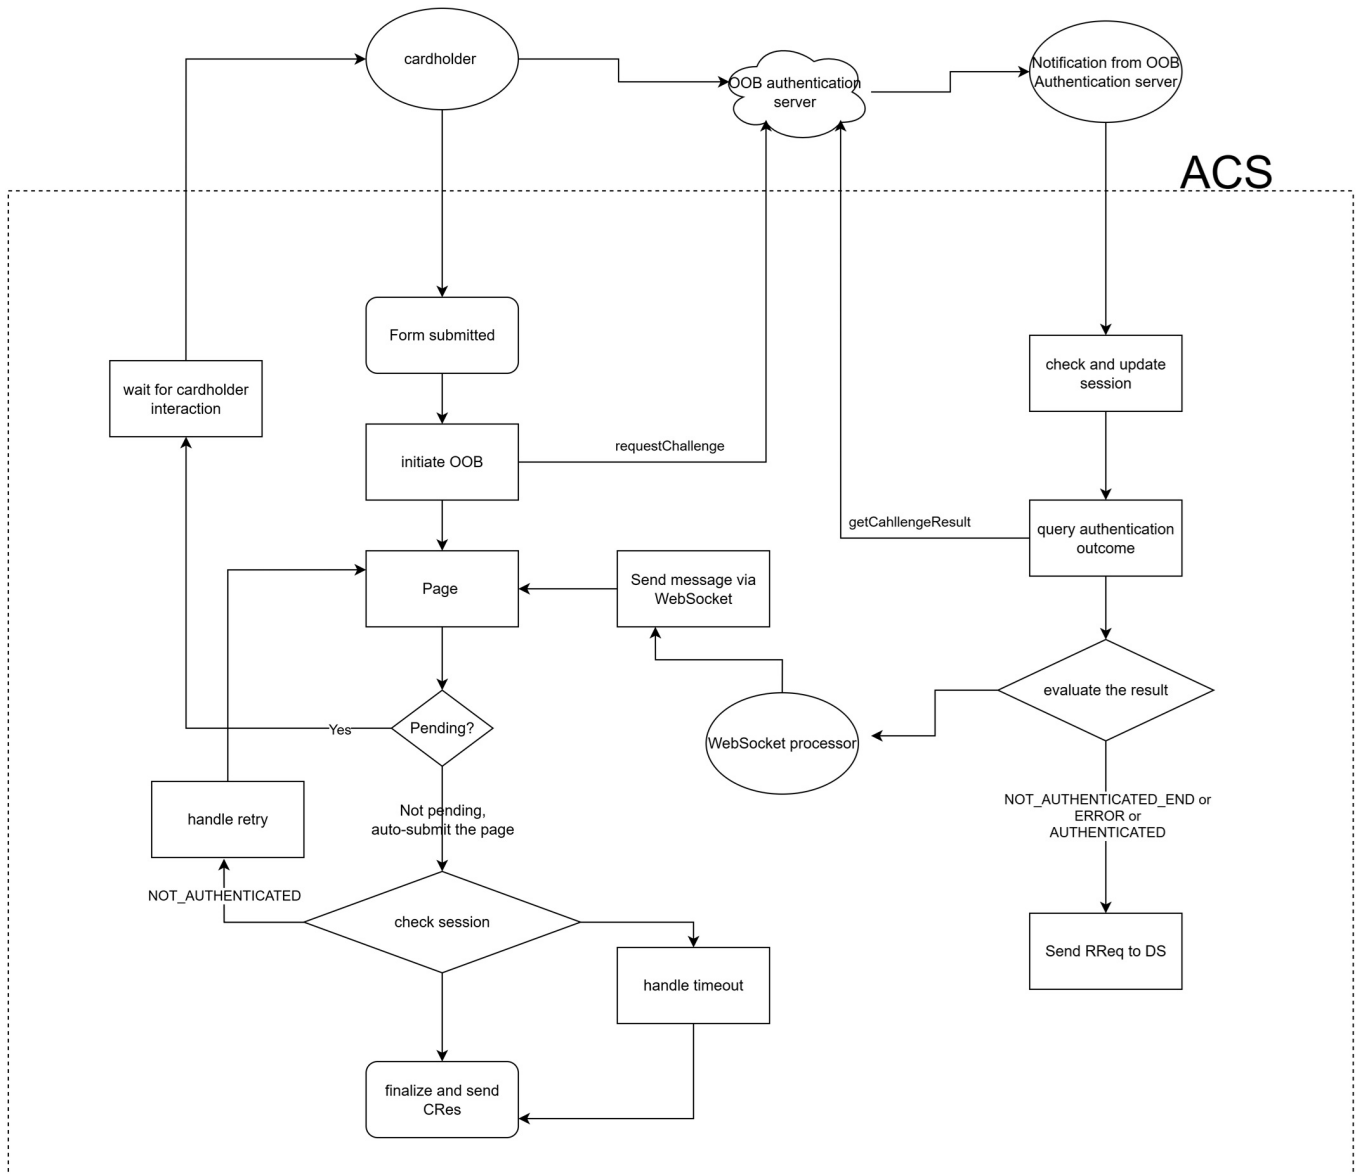 cardholder
OOB authentication
server
Notification from OOB
Authentication server
ACS
Form submitted
wait for cardholder
interaction
check and update
session
initiate OOB
requestChallenge
getCahllengeResult
query authentication
outcome
Page
Send message via
WebSocket
evaluate the result
Yes
Pending?
WebSocket processor
Not pending,
auto-submit the page
handle retry
NOT_AUTHENTICATED_END or
ERROR or
AUTHENTICATED
NOT_AUTHENTICATED
check session
handle timeout
Send RReq to DS
finalize and send
CRes